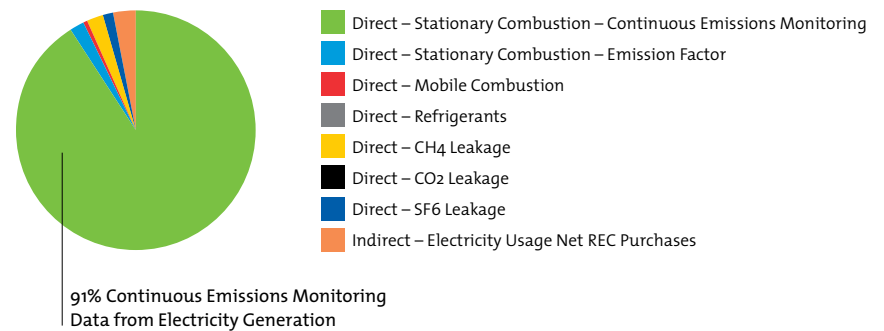 Direct – Stationary Combustion – Continuous Emissions Monitoring
Direct – Stationary Combustion – Emission Factor
Direct – Mobile Combustion
Direct – Refrigerants
Direct – CH4 Leakage
Direct – CO2 Leakage
Direct – SF6 Leakage
Indirect – Electricity Usage Net REC Purchases
91% Continuous Emissions Monitoring
Data from Electricity Generation